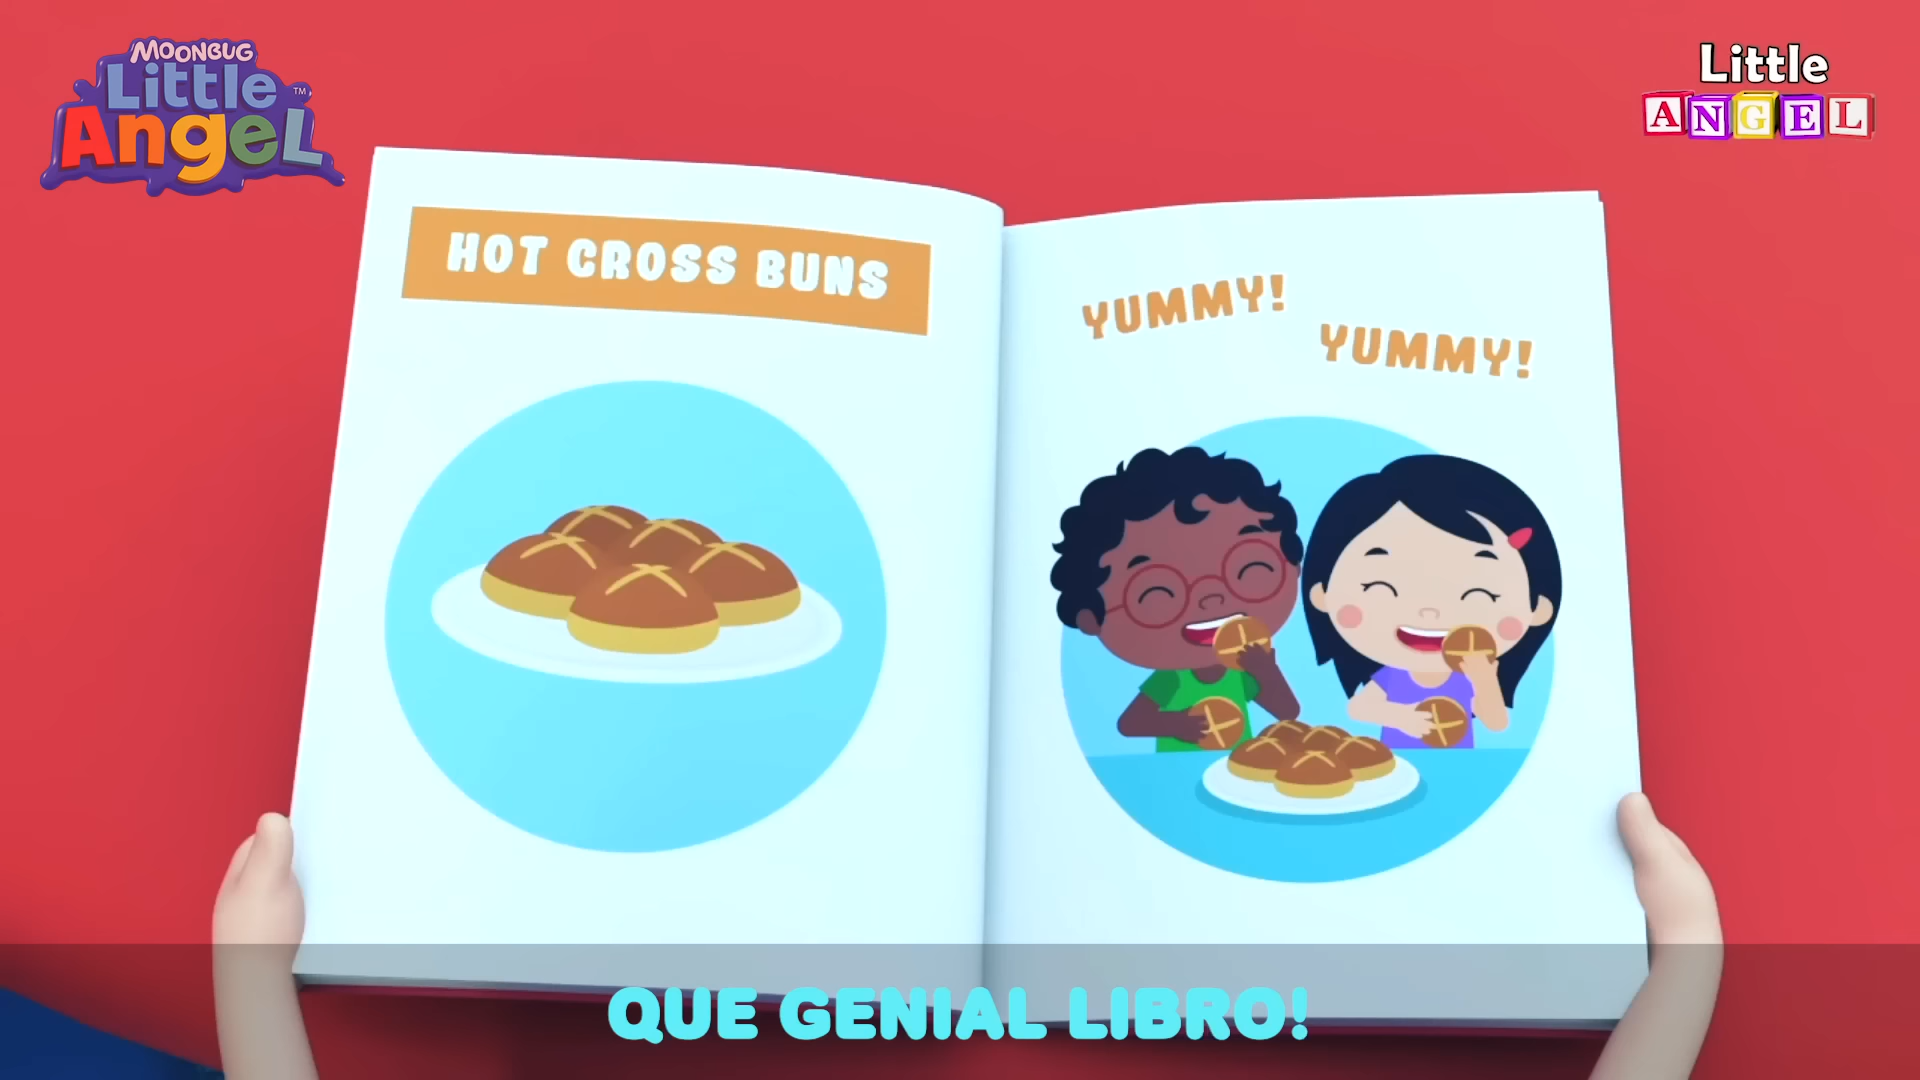 MOONBUG
Little
AngeL
TM
Little
ANGEL
HOT CROSS BUNS
YUMMY!
YUMMY!
QUE GENIAL LIBRO!